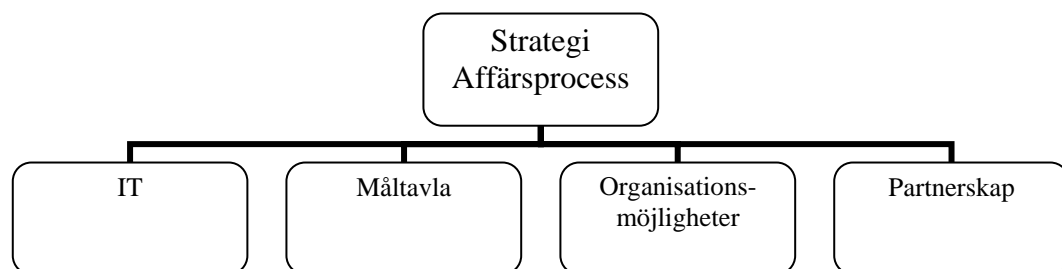 Strategi
Affärsprocess
IT
Måltavla
Organisations-
möjligheter
Partnerskap